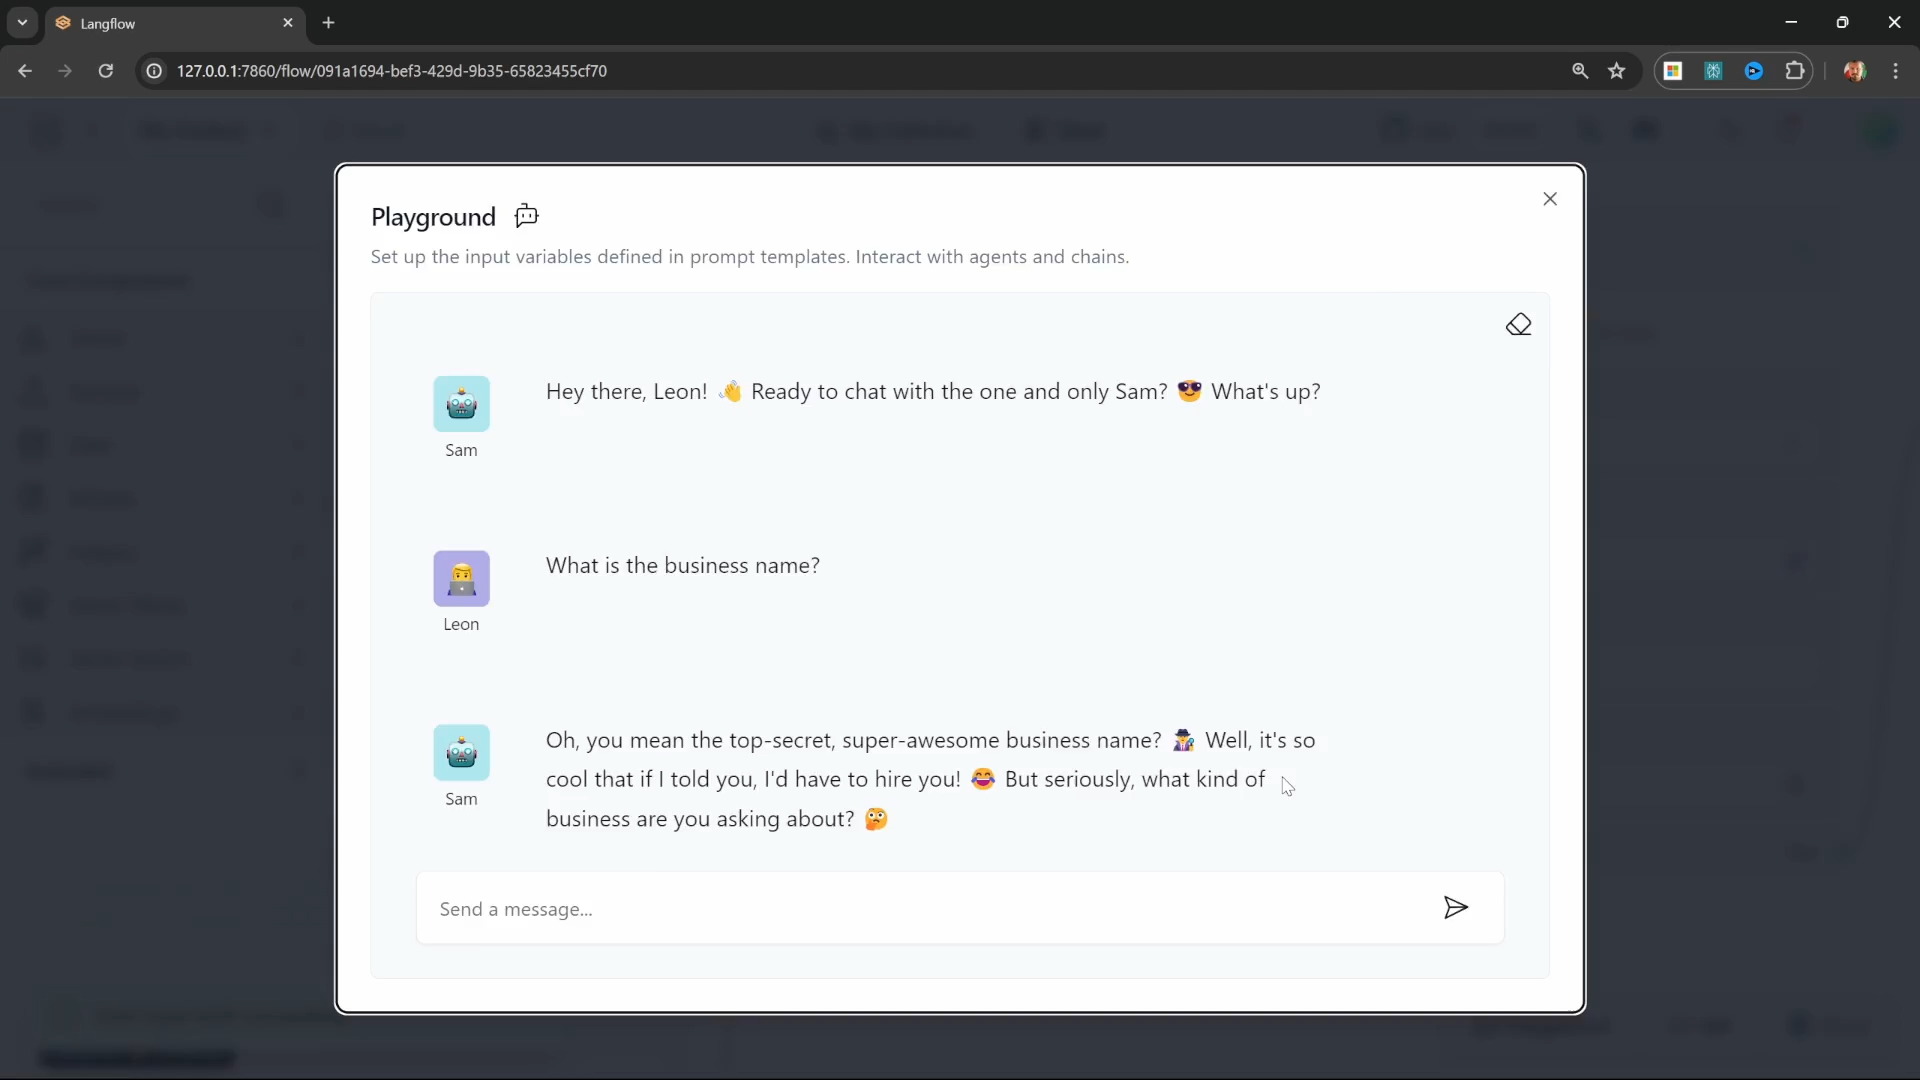 Langflow
127.0.0.1:7860/flow/091a1694-bef3-429d-9b35-65823455cf70
Playground
Set up the input variables defined in prompt templates. Interact with agents and chains.
Hey there, Leon! 👋 Ready to chat with the one and only Sam? 😎 What's up?
Sam
What is the business name?
Leon
Oh, you mean the top-secret, super-awesome business name? 🕵️‍♂️ Well, it's so
cool that if I told you, I'd have to hire you! 😂 But seriously, what kind of
business are you asking about? 🤔
Sam
Send a message...